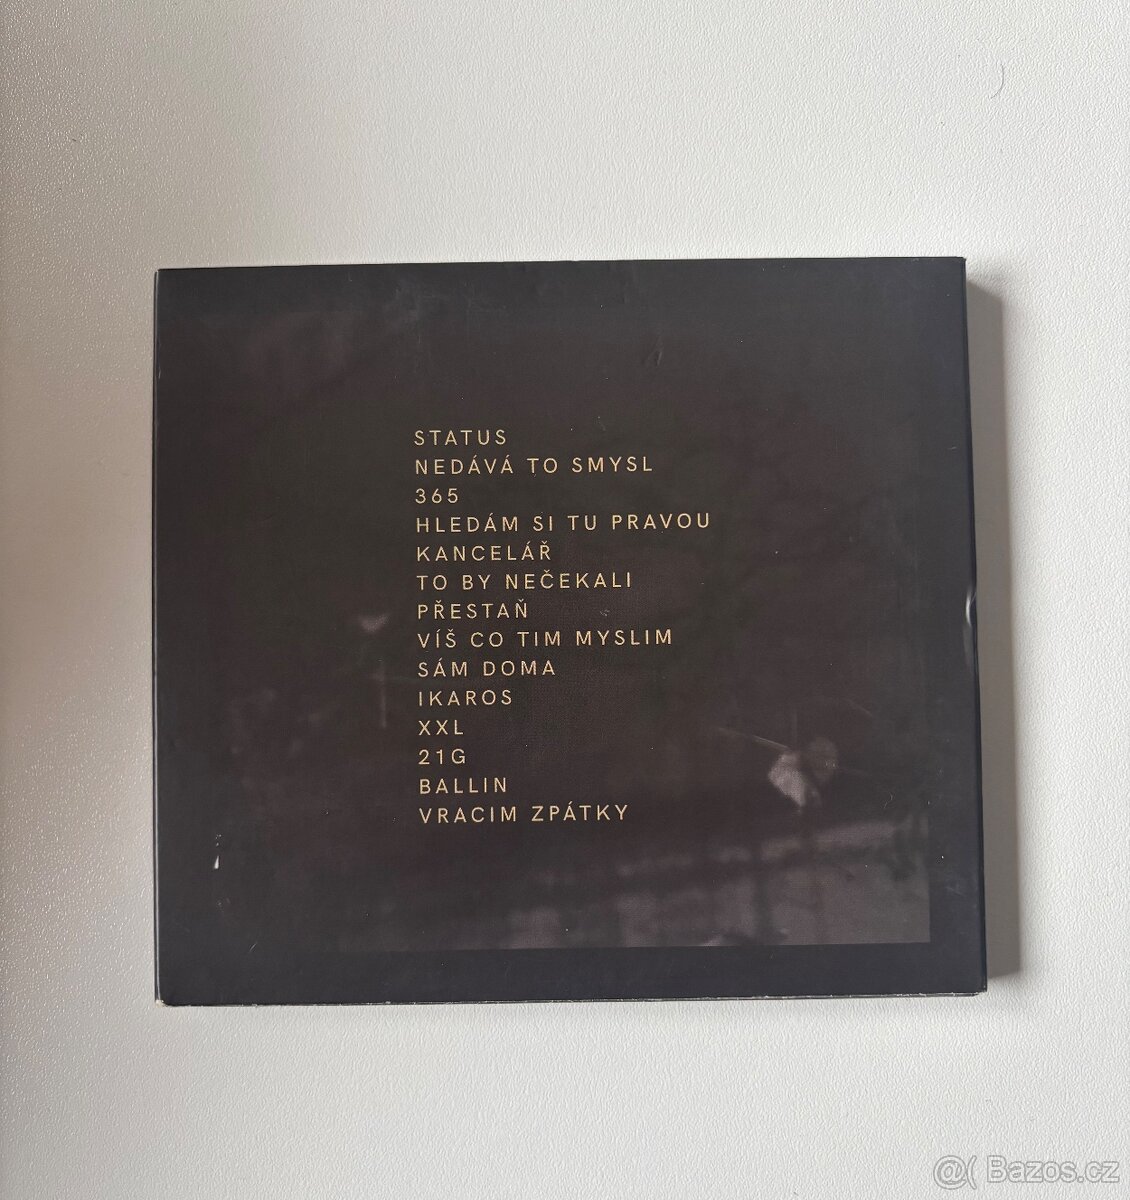 STATUS
NEDÁVÁ TO SMYSL
365
HLEDÁM SI TU PRAVOU
KANCELÁŘ
TO BY NEČEKALI
PŘESTAŇ
VÍŠ CO TIM MYSLIM
SÁM DOMA
IKAROS
XXL
21G
BALLIN
VRACIM ZPÁTKY
@( Bazos.cz